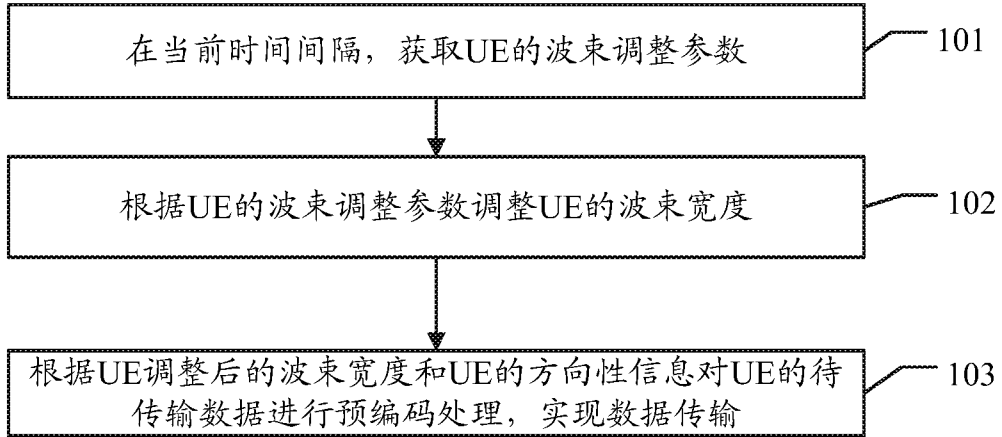 在当前时间间隔，获取UE的波束调整参数
101
根据UE的波束调整参数调整UE的波束宽度
102
根据UE调整后的波束宽度和UE的方向性信息对UE的待
传输数据进行预编码处理，实现数据传输
103